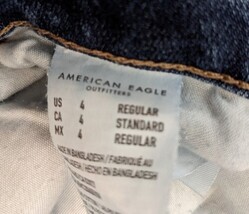 AMERICAN EAGLE
OUTFITTERS
US 4 REGULAR
CA 4 STANDARD
MX 4 REGULAR
MADE IN BANGLADESH / FABRIQUÉ AU
/ HECHO EN BANGLADESH